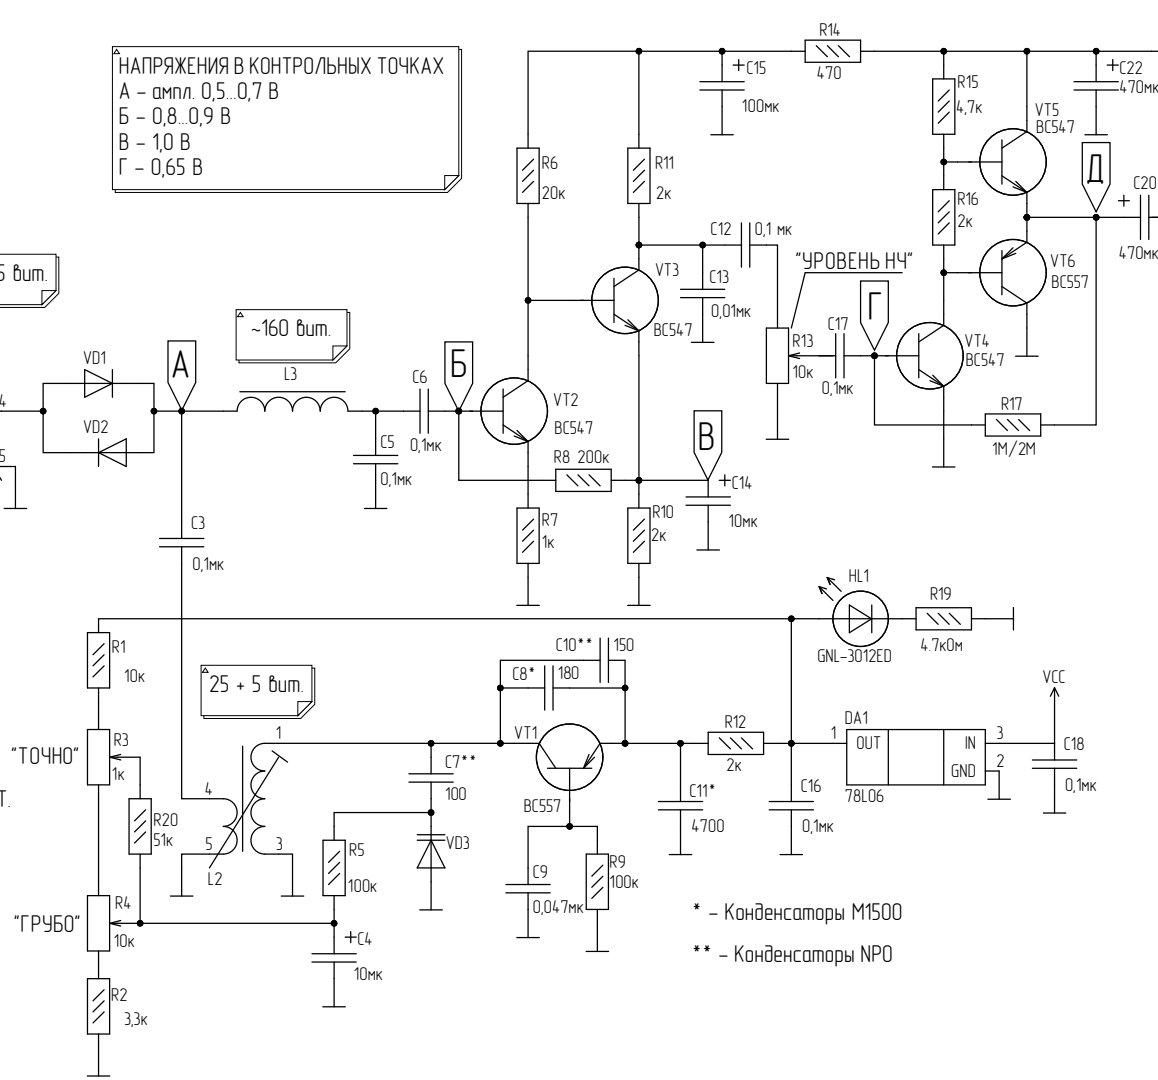 НАПРЯЖЕНИЯ В КОНТРОЛЬНЫХ ТОЧКАХ
А – ампл. 0,5...0,7 В
Б – 0,8...0,9 В
В – 1,0 В
Г – 0,65 В
R14
470
+C15
100мк
+C22
470мк
R15
4,7к
VT5
BC547
R6
20к
R11
2к
R16
2к
Д
+
C20
470мк
C12
0,1 мк
"УРОВЕНЬ НЧ"
VT3
BC547
C13
0,01мк
VT6
BC557
5 вит.
~160 вит.
L3
VD1
VD2
А
4
5
C6
0,1мк
Б
VT2
BC547
R13
10к
C17
0,1мк
Г
VT4
BC547
C5
0,1мк
R8 200к
В
R17
1М/2М
+C14
10мк
R7
1к
R10
2к
C3
0,1мк
HL1
GNL-3012ED
R19
4.7кОм
R1
10к
25 + 5 вит.
C10**
150
C8*
180
VCC
"ТОЧНО"
R3
1к
1
VT1
BC557
R12
2к
1
DA1
OUT
IN
GND
78L06
3
2
C18
0,1мк
C7**
100
C11*
4700
C16
0,1мк
т.
4
5
3
L2
R20
51к
R5
100к
VD3
C9
0,047мк
R9
100к
"ГРУБО"
R4
10к
+C4
10мк
* – Конденсаторы М1500
** – Конденсаторы NPO
R2
3,3к